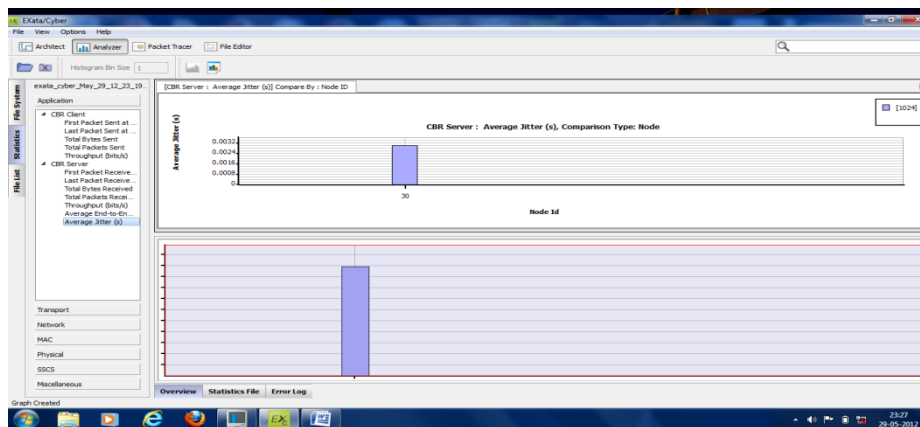 EXata/Cyber
File View Options Help
Architect Analyzer Packet Tracer File Editor
Histogram Bin Size 1
File System
Statistics
File List
exata_cyber_May_29_12_23_19..
Application
CBR Client
First Packet Sent at ...
Last Packet Sent at ...
Total Bytes Sent
Total Packets Sent
Throughput (bits/s)
CBR Server
First Packet Receive...
Last Packet Receive...
Total Bytes Received
Total Packets Recei...
Throughput (bits/s)
Average End-to-En...
Average Jitter (s)
Transport
Network
MAC
Physical
SSCS
Miscellaneous
Graph Created
[CBR Server : Average Jitter (s)] Compare By : Node ID
[1024]
CBR Server : Average Jitter (s), Comparison Type: Node
Average Jitter (s)
0.0032
0.0024
0.0016
0.0008
0
30
Node Id
Overview Statistics File Error Log
23:27
29-05-2012